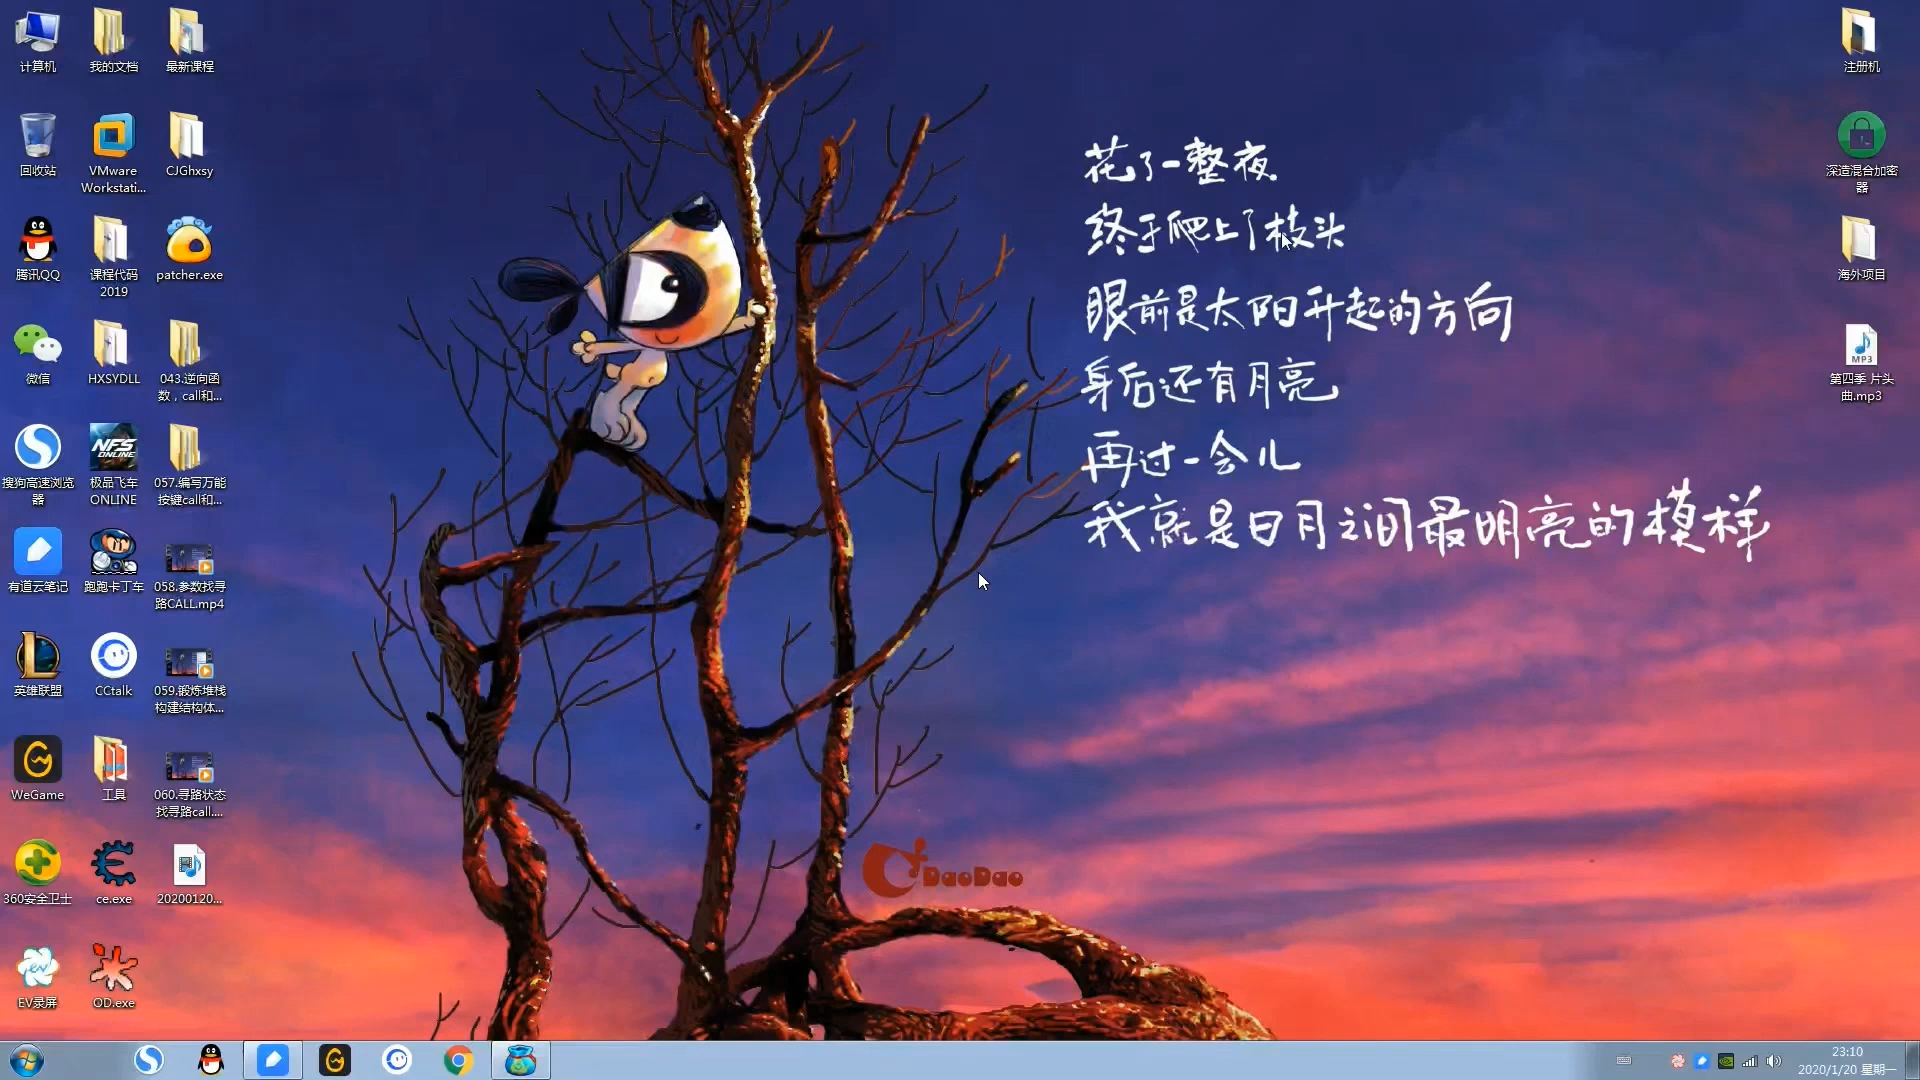 计算机
我的文档
最新课程
回收站
VMware
Workstati...
CJGhxsy
腾讯QQ
课程代码
2019
patcher.exe
微信
HXSYDLL
043.逆向函
数，call和...
搜狗高速浏览
器
极品飞车
ONLINE
NFS
ONLINE
057.编写万能
按键call和...
有道云笔记
跑跑卡丁车
058.参数找寻
路CALL.mp4
英雄联盟
CCtalk
059.锻炼堆栈
构建结构体...
WeGame
工具
060.寻路状态
找寻路call....
360安全卫士
ce.exe
20200120...
EV录屏
OD.exe
花了一整夜
终于爬上了枝头
眼前是太阳升起的方向
身后还有月亮
再过一会儿
我就是日月之间最明亮的模样
DaoDao
注册机
深造混合加密
器
海外项目
MP3
第四季 片头
曲.mp3
23:10
2020/1/20 星期一